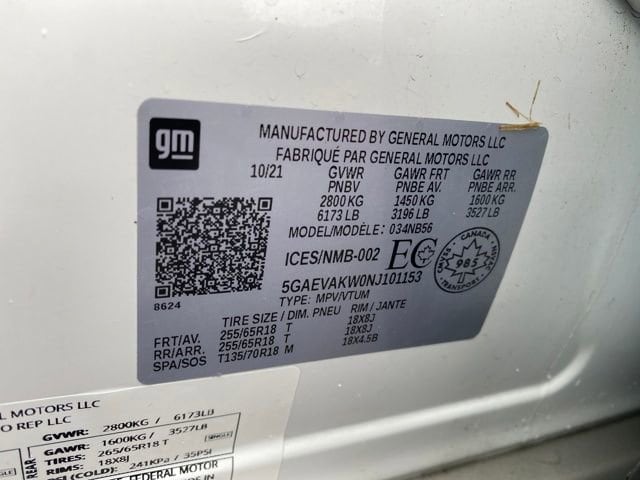 gm
MANUFACTURED BY GENERAL MOTORS LLC
FABRIQUÉ PAR GENERAL MOTORS LLC
10/21 GVWR GAWR FRT GAWR RR
PNBV PNBE AV. PNBE ARR.
2800 KG 1450 KG 1600 KG
6173 LB 3196 LB 3527 LB
MODEL/MODÈLE: 034NB56
ICES/NMB-002 EC
CANADA
985
TRANSPORT
8624
5GAEVAKW0NJ101153
TYPE: MPV/VTUM
TIRE SIZE / DIM. PNEU RIM / JANTE
FRT/AV. 255/65R18 T 18X8J
RR/ARR. 255/65R18 T 18X8J
SPA/SOS T135/70R18 M 18X4.5B
MOTORS LLC
REP LLC
GVWR: 2800KG / 6173LB
GAWR: 1600KG / 3527LB
REAR
TIRES: 265/65R18 T
SINGLE
RIMS: 18X8J
(COLD): 241KPA / 35PSI
FEDERAL MOTOR